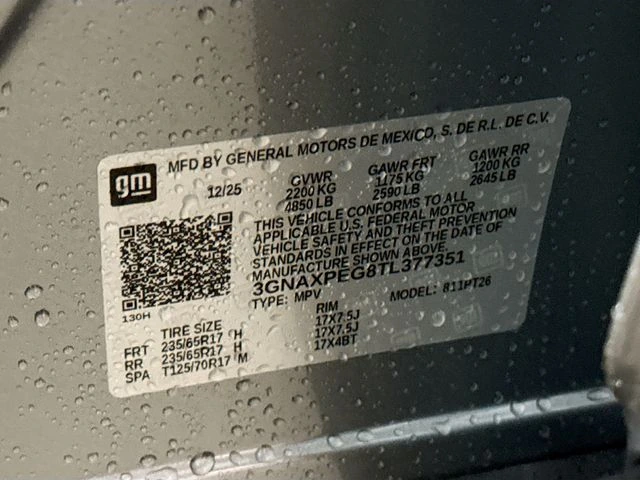 gm
MFD BY GENERAL MOTORS DE MEXICO, S. DE R.L. DE C.V.
12/25 GVWR GAWR FRT GAWR RR
2200 KG 1175 KG 1200 KG
4850 LB 2590 LB 2645 LB
THIS VEHICLE CONFORMS TO ALL
APPLICABLE U.S. FEDERAL MOTOR
VEHICLE SAFETY AND THEFT PREVENTION
STANDARDS IN EFFECT ON THE DATE OF
MANUFACTURE SHOWN ABOVE.
3GNAXPEG8TL377351
TYPE: MPV MODEL: 811PT26
130H
TIRE SIZE RIM
FRT 235/65R17 H 17X7.5J
RR 235/65R17 H 17X7.5J
SPA T125/70R17 M 17X4BT